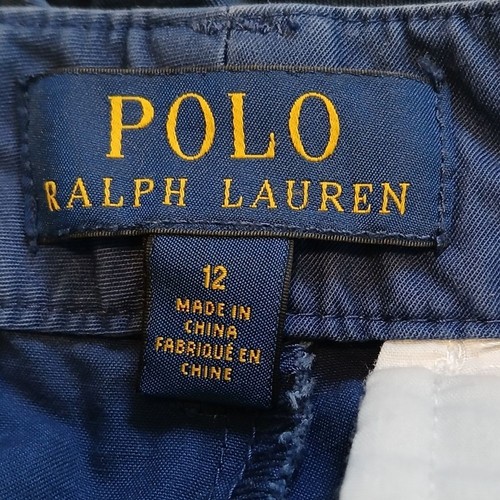 POLO
RALPH LAUREN
12
MADE IN
CHINA
FABRIQUÉ EN
CHINE